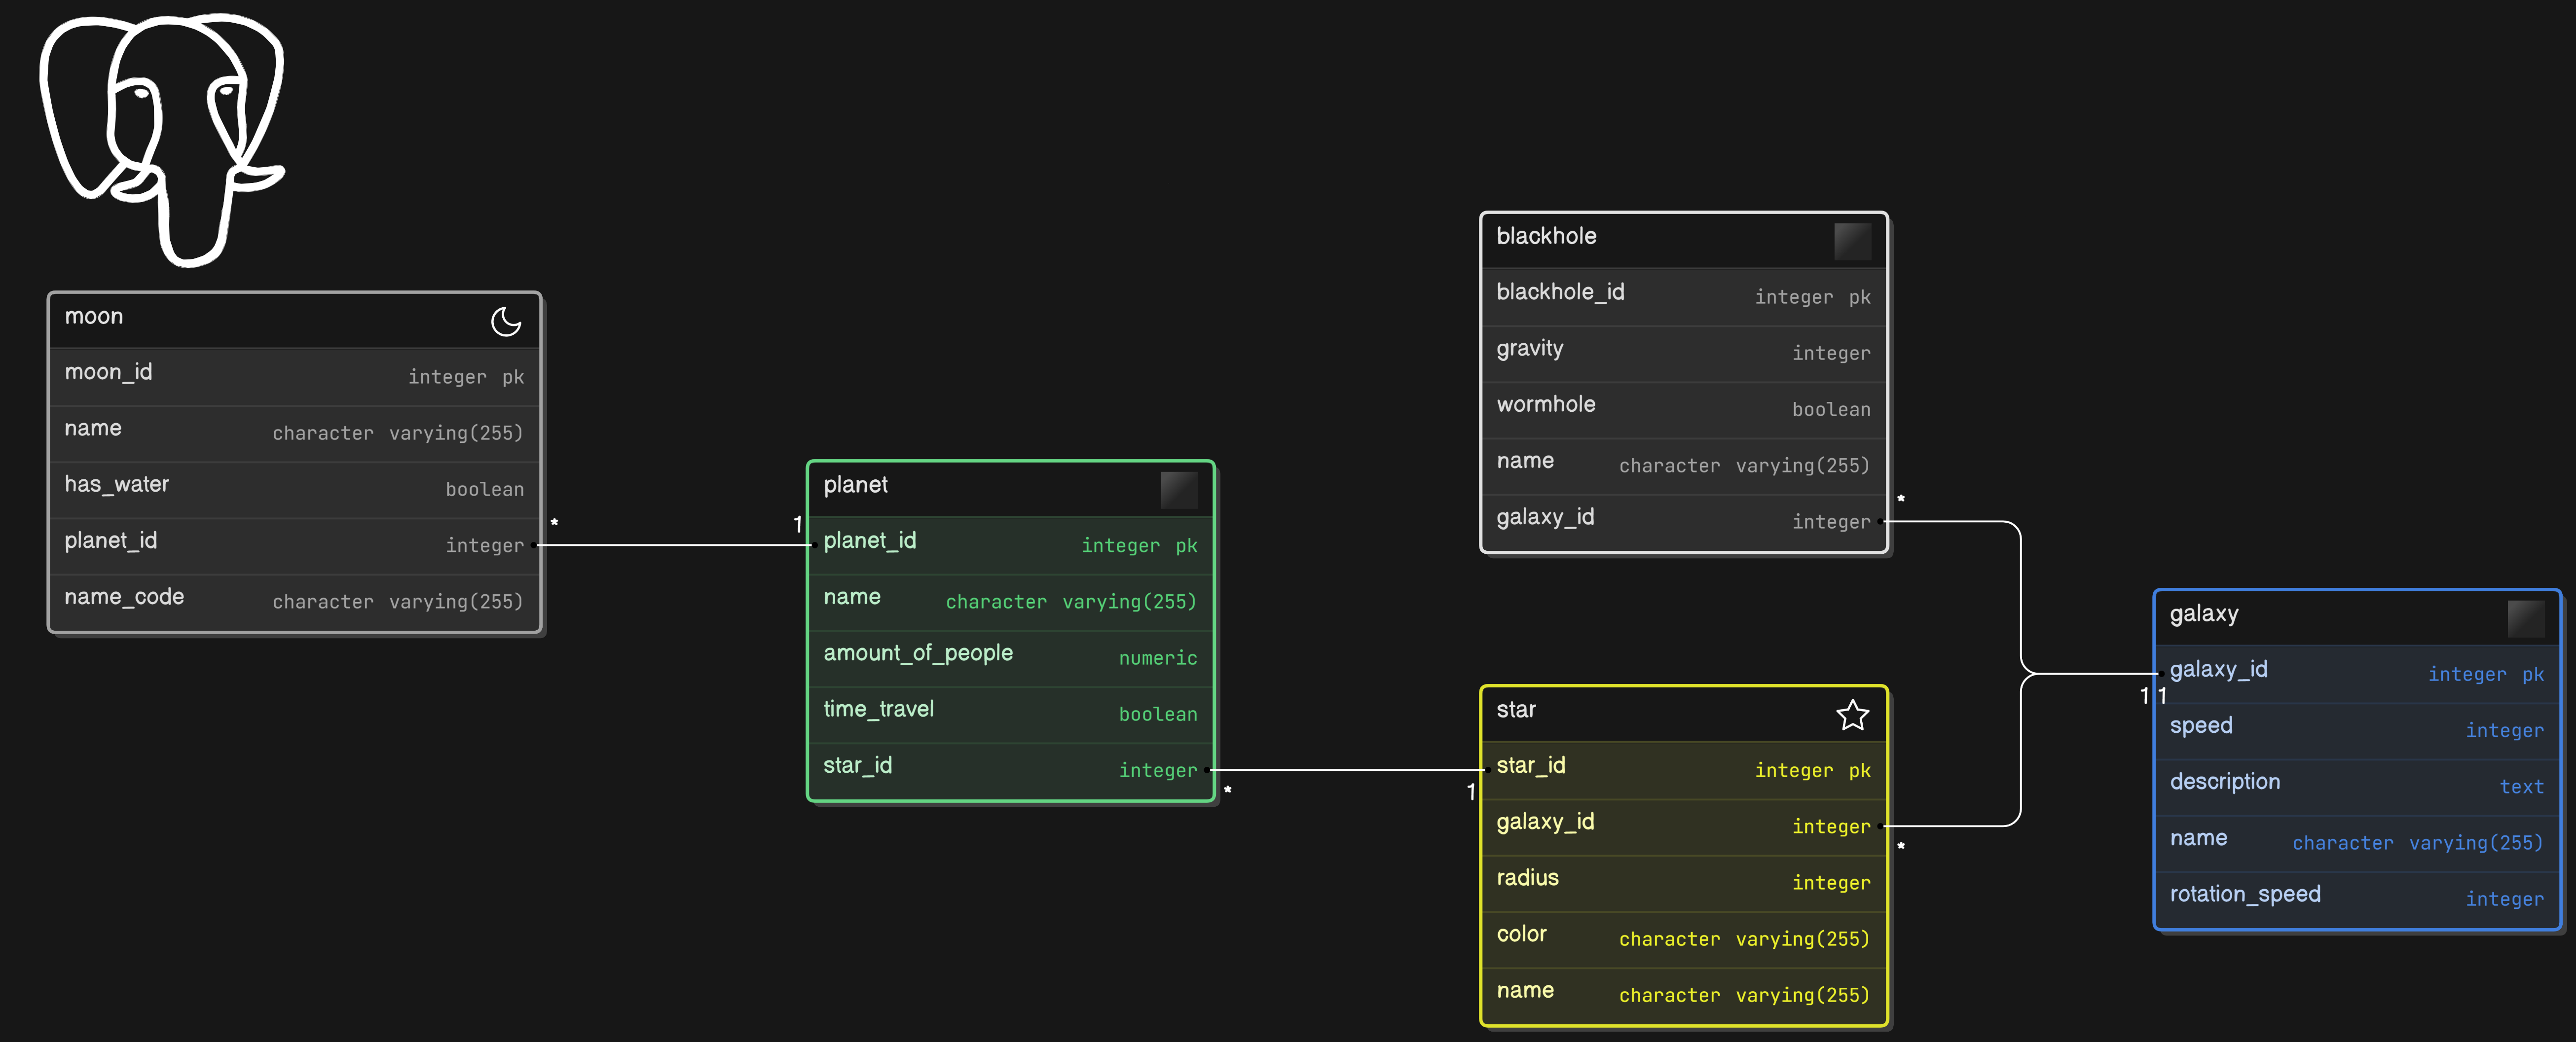 moon
moon_id integer pk
name character varying(255)
has_water boolean
planet_id integer
name_code character varying(255)
*
1
planet
planet_id integer pk
name character varying(255)
amount_of_people numeric
time_travel boolean
star_id integer
*
1
blackhole
blackhole_id integer pk
gravity integer
wormhole boolean
name character varying(255)
galaxy_id integer
*
star
star_id integer pk
galaxy_id integer
radius integer
color character varying(255)
name character varying(255)
*
1 1
galaxy
galaxy_id integer pk
speed integer
description text
name character varying(255)
rotation_speed integer